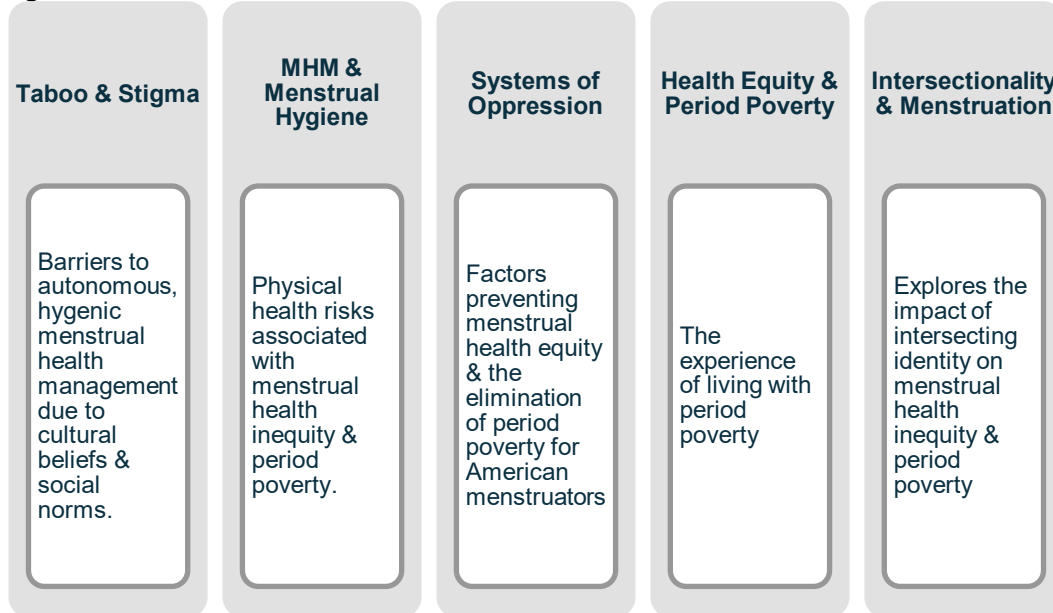 Taboo & Stigma
Barriers to
autonomous,
hygenic
menstrual
health
management
due to
cultural
beliefs &
social
norms.
MHM &
Menstrual
Hygiene
Physical
health risks
associated
with
menstrual
health
inequity &
period
poverty.
Systems of
Oppression
Factors
preventing
menstrual
health equity
& the
elimination
of period
poverty for
American
menstruators
Health Equity &
Period Poverty
The
experience
of living with
period
poverty
Intersectionality
& Menstruation
Explores the
impact of
intersecting
identity on
menstrual
health
inequity &
period
poverty